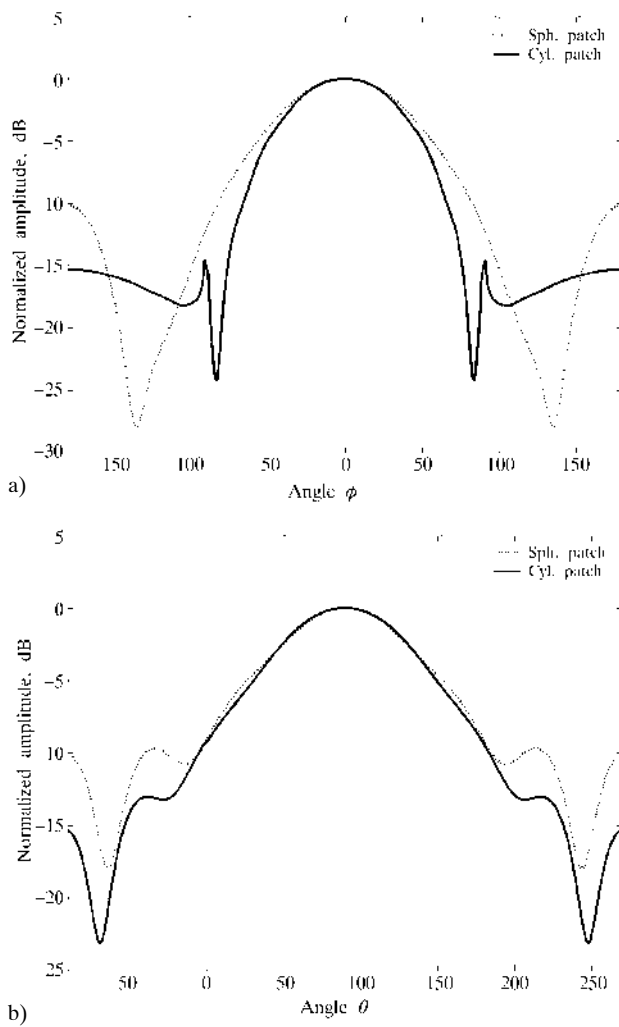 5
Sph. patch
Cyl. patch
0
−5
10
−15
−20
−25
−30
Normalized amplitude, dB
150 100 50 0 50 100 150
Angle ϕ
a)
5
Sph. patch
Cyl. patch
0
−5
10
−15
−20
25
Normalized amplitude, dB
50 0 50 100 150 200 250
Angle θ
b)